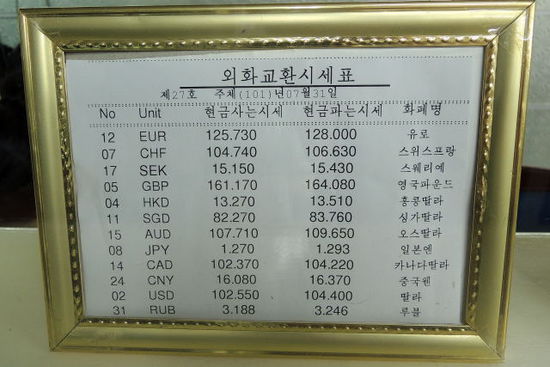 외화교환시세표
제27호 주체(101)년07월31일
No Unit 현금사는시세 현금파는시세 화페명
12 EUR 125.730 128.000 유로
07 CHF 104.740 106.630 스위스프랑
17 SEK 15.150 15.430 스웨리예
05 GBP 161.170 164.080 영국파운드
04 HKD 13.270 13.510 홍콩딸라
11 SGD 82.270 83.760 싱가딸라
15 AUD 107.710 109.650 오스딸라
08 JPY 1.270 1.293 일본엔
14 CAD 102.370 104.220 카나다딸라
24 CNY 16.080 16.370 중국원
02 USD 102.550 104.400 딸라
31 RUB 3.188 3.246 루블